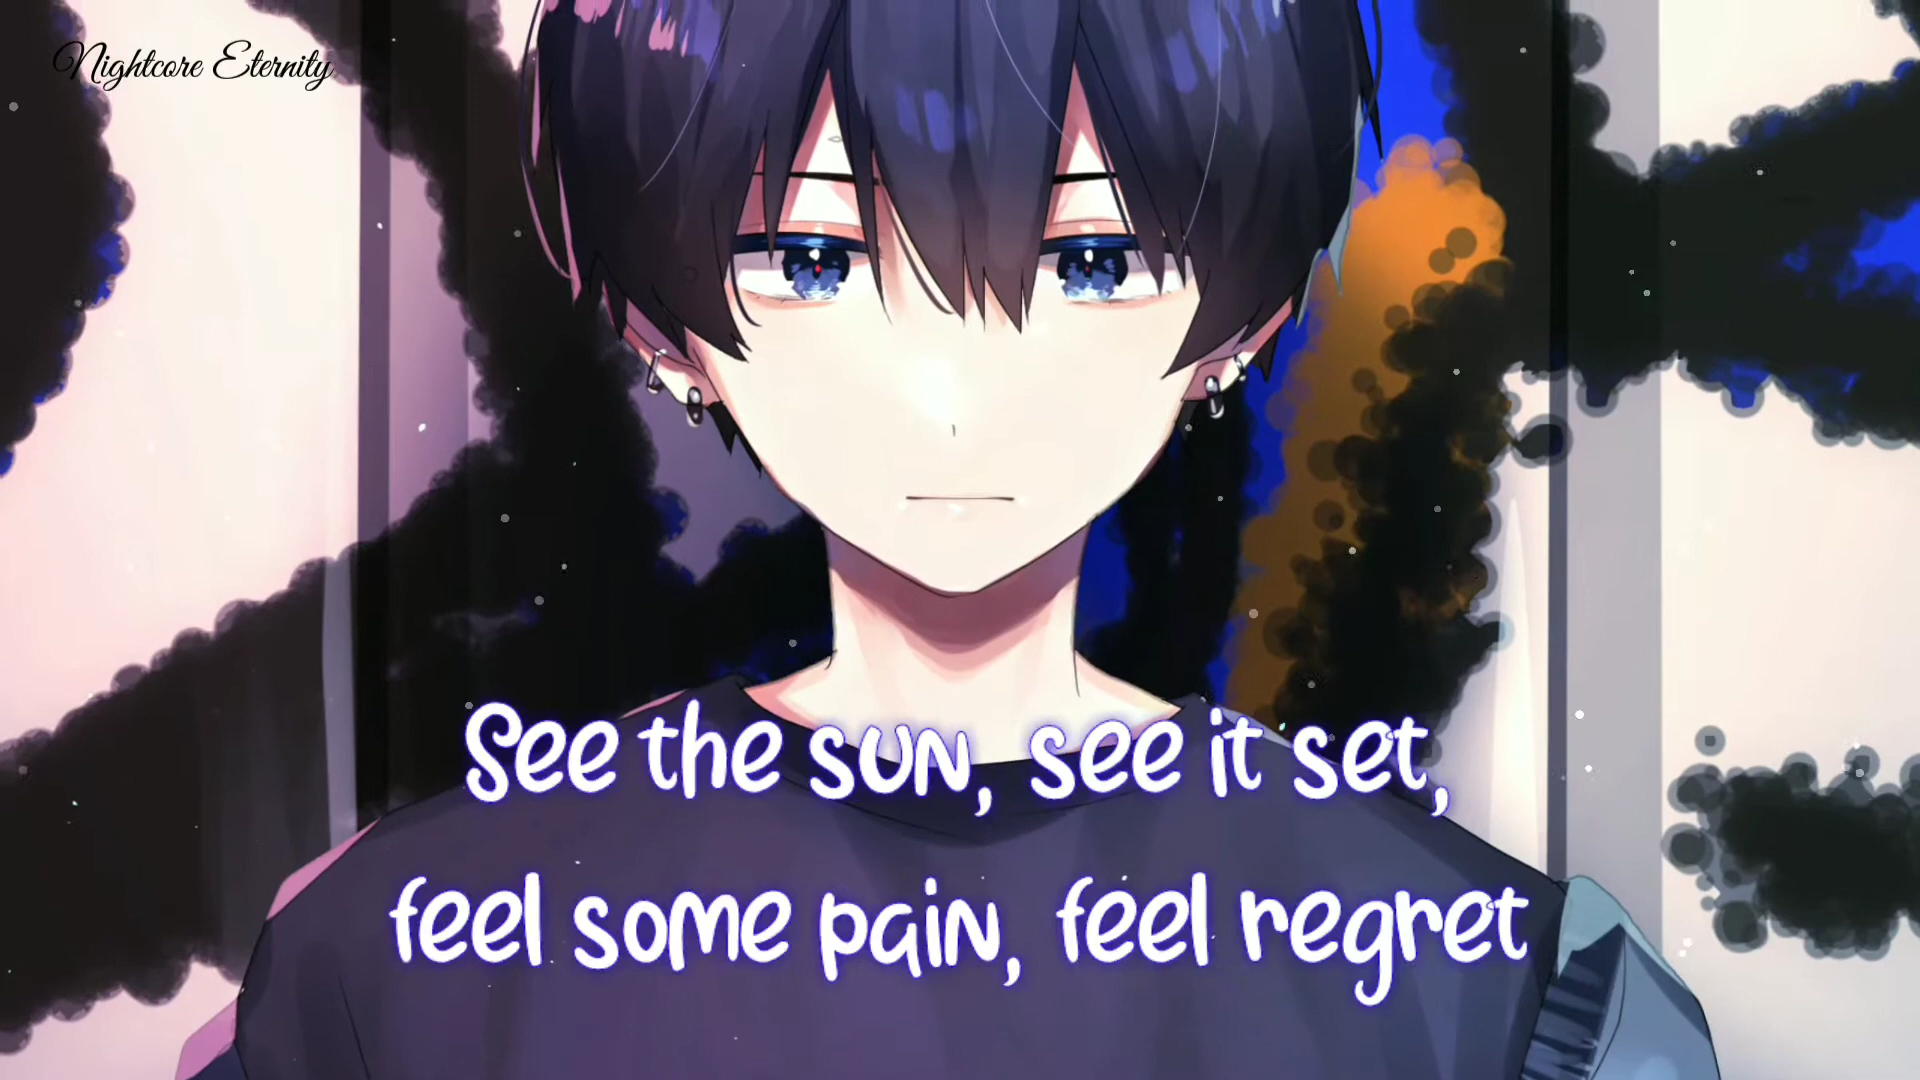 Nightcore Eternity
See the sun, see it set,
feel some pain, feel regret